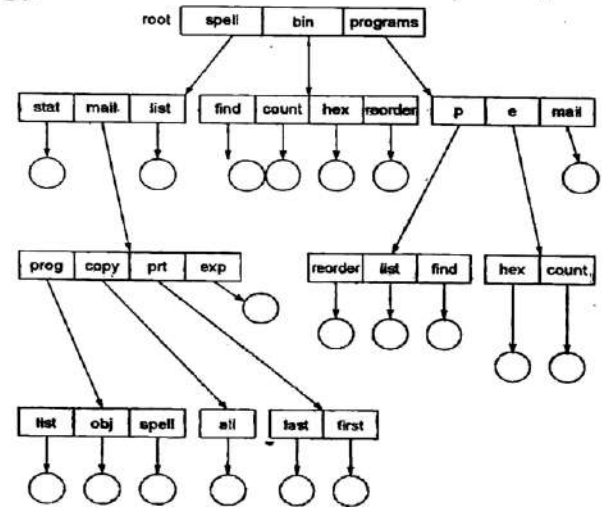 root spell bin programs
stat mail list find count hex reorder p e mail
prog copy prt exp reorder list find hex count
list obj spell all last first